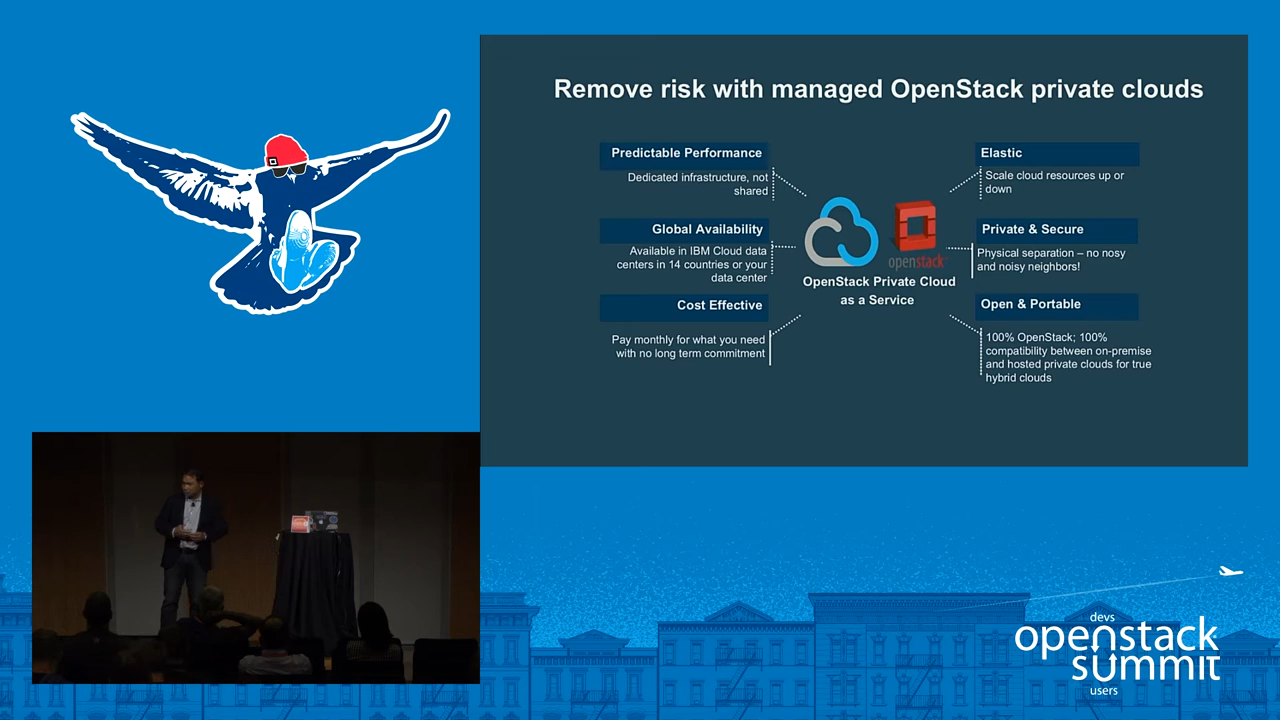 Remove risk with managed OpenStack private clouds
Predictable Performance
Dedicated infrastructure, not
shared
Global Availability
Available in IBM Cloud data
centers in 14 countries or your
data center
Cost Effective
Pay monthly for what you need
with no long term commitment
openstack
OpenStack Private Cloud
as a Service
Elastic
Scale cloud resources up or
down
Private & Secure
Physical separation – no nosy
and noisy neighbors!
Open & Portable
100% OpenStack; 100%
compatibility between on-premise
and hosted private clouds for true
hybrid clouds
devs
openstack
summit
users